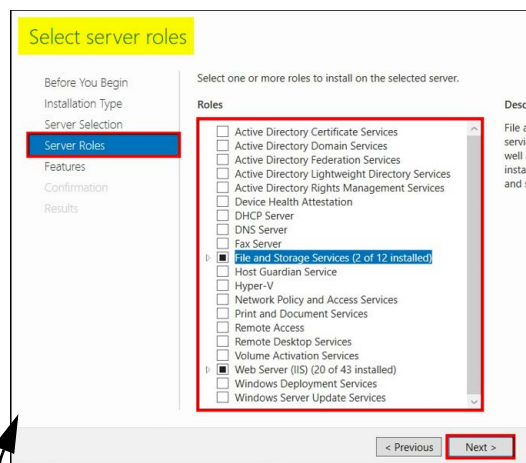 Select server roles
Before You Begin
Installation Type
Server Selection
Server Roles
Features
Confirmation
Results
Select one or more roles to install on the selected server.
Roles
Active Directory Certificate Services
Active Directory Domain Services
Active Directory Federation Services
Active Directory Lightweight Directory Services
Active Directory Rights Management Services
Device Health Attestation
DHCP Server
DNS Server
Fax Server
File and Storage Services (2 of 12 installed)
Host Guardian Service
Hyper-V
Network Policy and Access Services
Print and Document Services
Remote Access
Remote Desktop Services
Volume Activation Services
Web Server (IIS) (20 of 43 installed)
Windows Deployment Services
Windows Server Update Services
File
well
and
< Previous
Next >